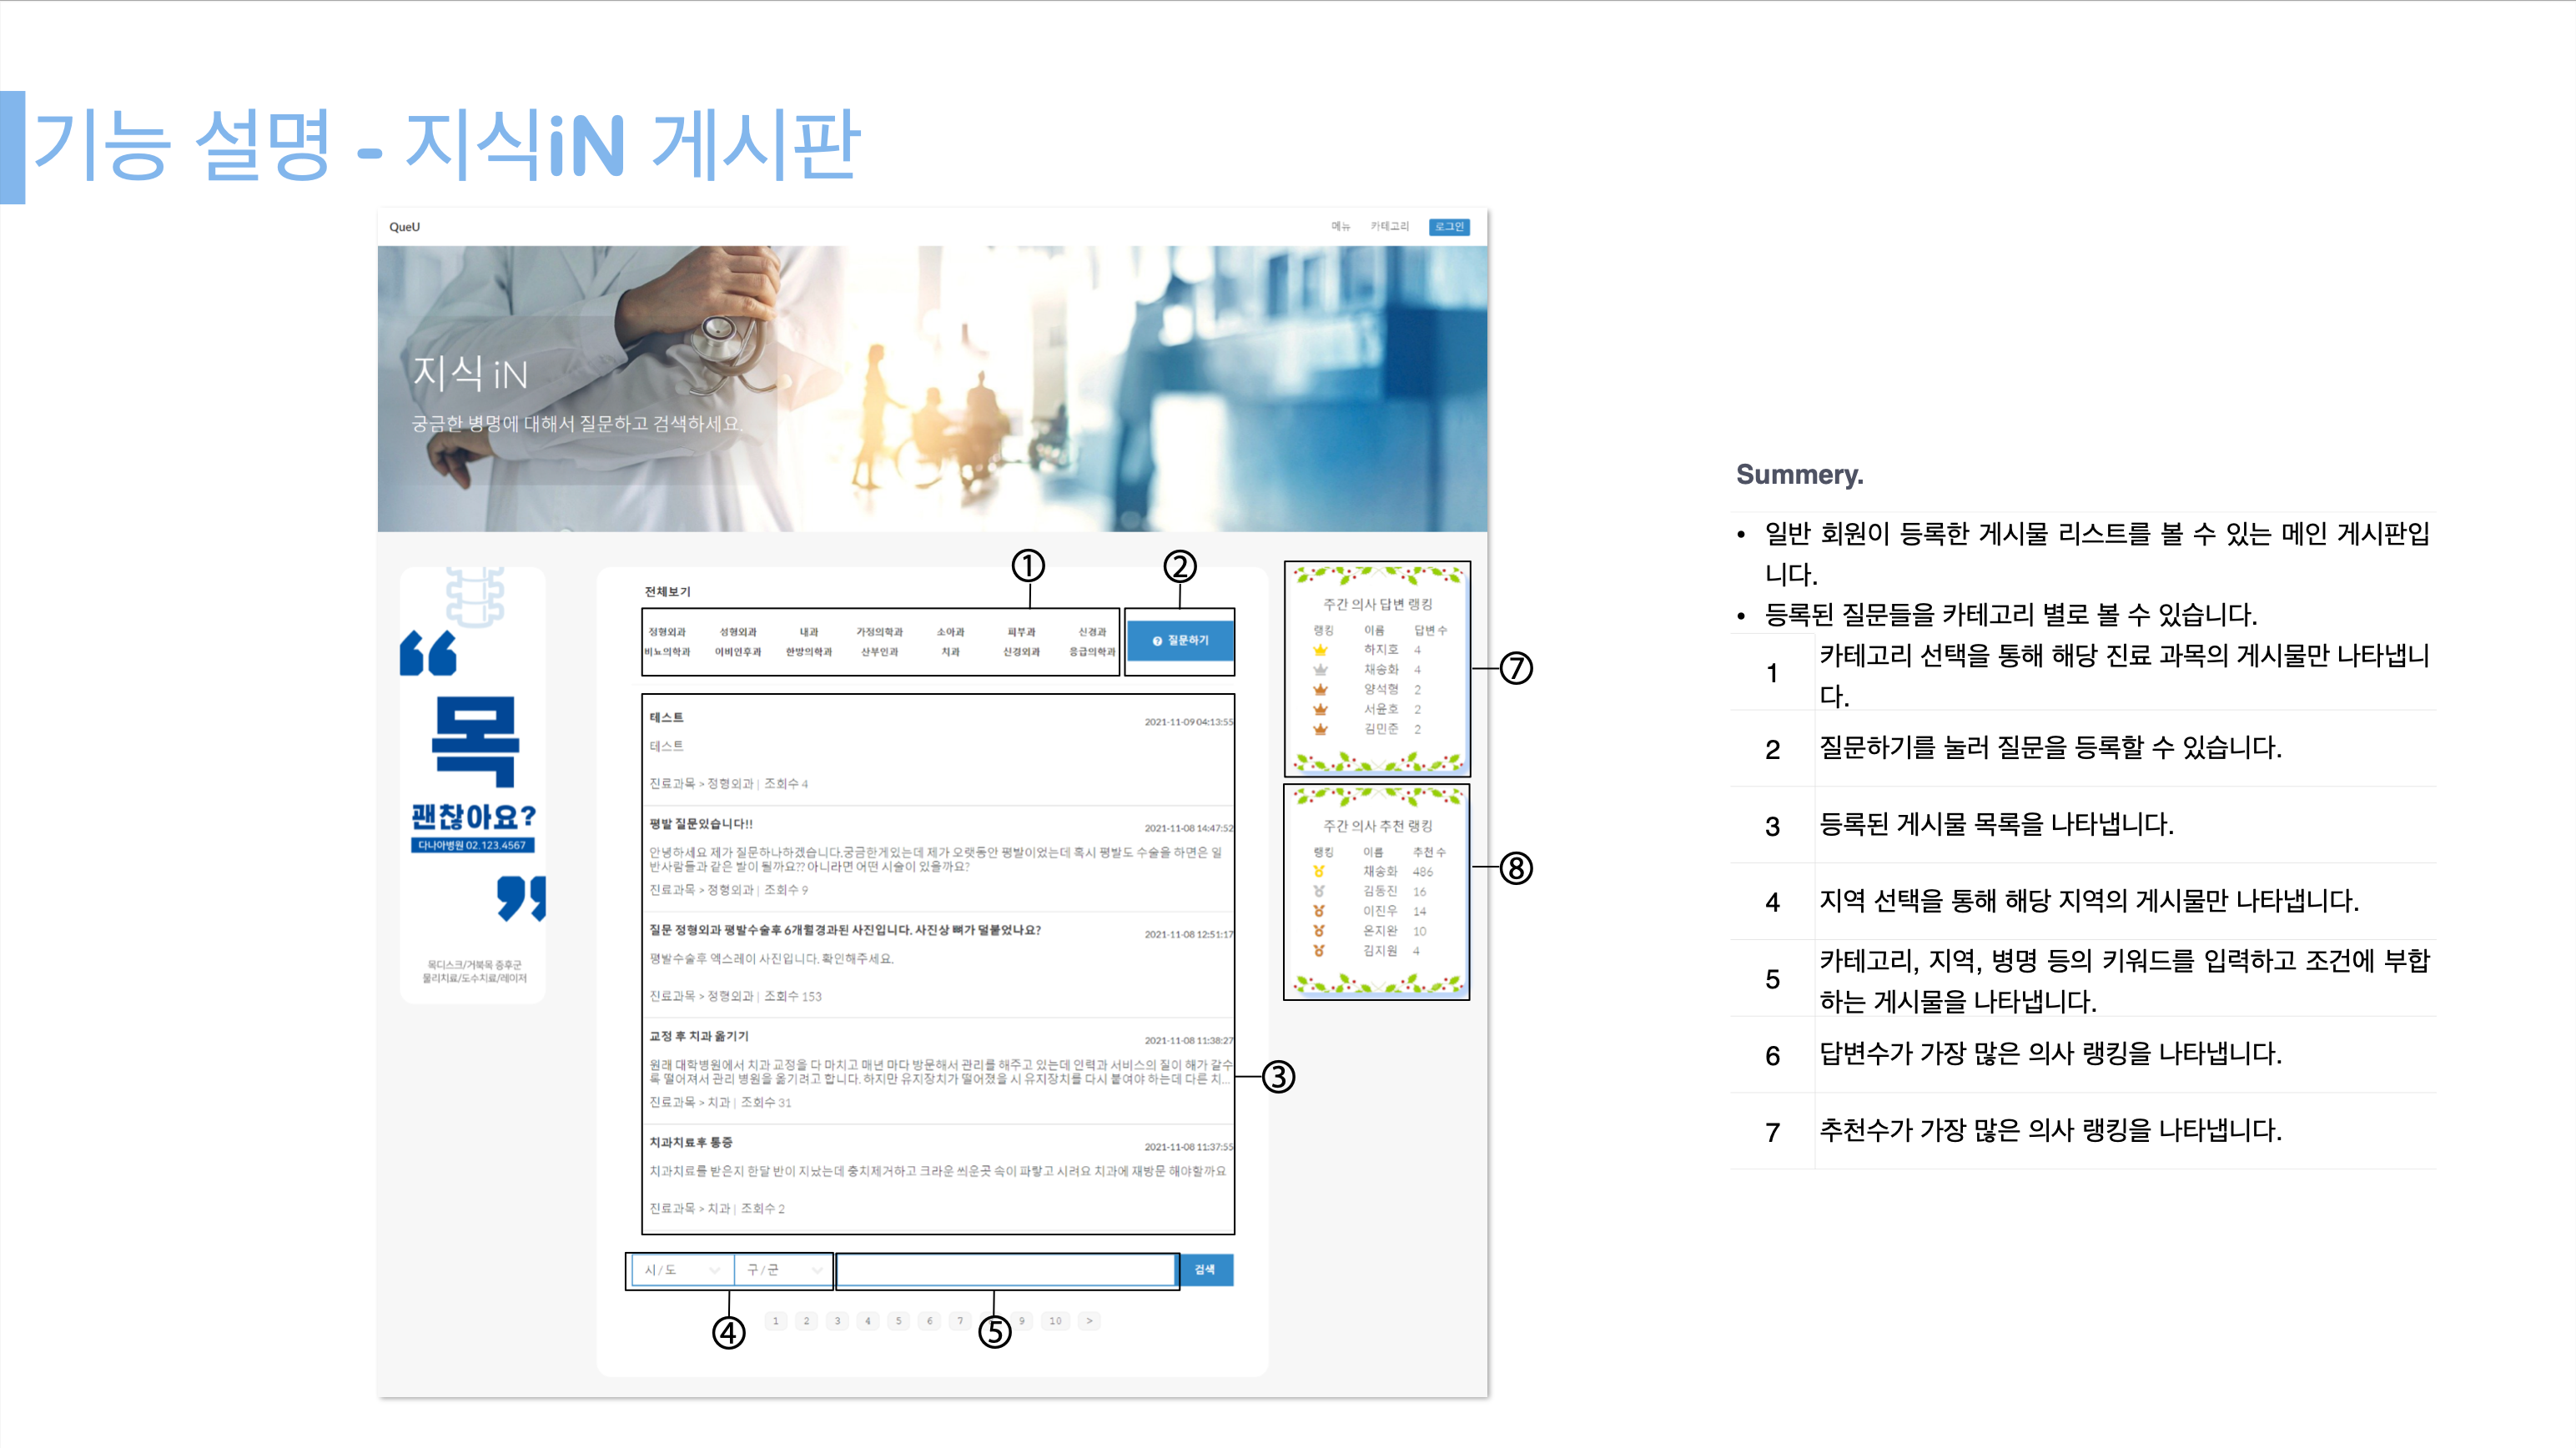 기능 설명 - 지식iN 게시판
QueU
메뉴 카테고리 로그인
지식 iN
궁금한 병명에 대해서 질문하고 검색하세요.
목
괜찮아요?
다나아병원 02.123.4567
목디스크/거북목 증후군
물리치료/도수치료/레이저
①
②
전체보기
정형외과 성형외과 내과 가정의학과 소아과 피부과 신경과
비뇨의학과 이비인후과 한방의학과 산부인과 치과 신경외과 응급의학과
질문하기
테스트 2021-11-09 04:13:55
테스트
진료과목 > 정형외과 | 조회수 4
평발 질문있습니다!! 2021-11-08 14:47:52
안녕하세요 제가 질문하나하겠습니다.궁금한게있는데 제가 오랫동안 평발이었는데 혹시 평발도 수술을 하면은 일
반사람들과 같은 발이 될까요?? 아니라면 어떤 시술이 있을까요?
진료과목 > 정형외과 | 조회수 9
질문 정형외과 평발수술후 6개월경과된 사진입니다. 사진상 뼈가 덜붙었나요? 2021-11-08 12:51:17
평발수술후 엑스레이 사진입니다. 확인해주세요.
진료과목 > 정형외과 | 조회수 153
교정 후 치과 옮기기 2021-11-08 11:38:27
원래 대학병원에서 치과 교정을 다 마치고 매년 마다 방문해서 관리를 해주고 있는데 인력과 서비스의 질이 해가 갈수
록 떨어져서 관리 병원을 옮기려고 합니다. 하지만 유지장치가 떨어졌을 시 유지장치를 다시 붙여야 하는데 다른 치...
진료과목 > 치과 | 조회수 31
③
치과치료후 통증 2021-11-08 11:37:55
치과치료를 받은지 한달 반이 지났는데 충치제거하고 크라운 씌운곳 속이 파랗고 시려요 치과에 재방문 해야할까요
진료과목 > 치과 | 조회수 2
시/도 구/군 검색
④
⑤
1 2 3 4 5 6 7 9 10 >
주간 의사 답변 랭킹
랭킹 이름 답변 수
하지호 4
채송화 4
양석형 2
서윤호 2
김민준 2
⑦
주간 의사 추천 랭킹
랭킹 이름 추천 수
채송화 486
김동진 16
이진우 14
온지완 10
김지원 4
⑧
Summery.
• 일반 회원이 등록한 게시물 리스트를 볼 수 있는 메인 게시판입
니다.
• 등록된 질문들을 카테고리 별로 볼 수 있습니다.
1 카테고리 선택을 통해 해당 진료 과목의 게시물만 나타냅니
다.
2 질문하기를 눌러 질문을 등록할 수 있습니다.
3 등록된 게시물 목록을 나타냅니다.
4 지역 선택을 통해 해당 지역의 게시물만 나타냅니다.
5 카테고리, 지역, 병명 등의 키워드를 입력하고 조건에 부합
하는 게시물을 나타냅니다.
6 답변수가 가장 많은 의사 랭킹을 나타냅니다.
7 추천수가 가장 많은 의사 랭킹을 나타냅니다.